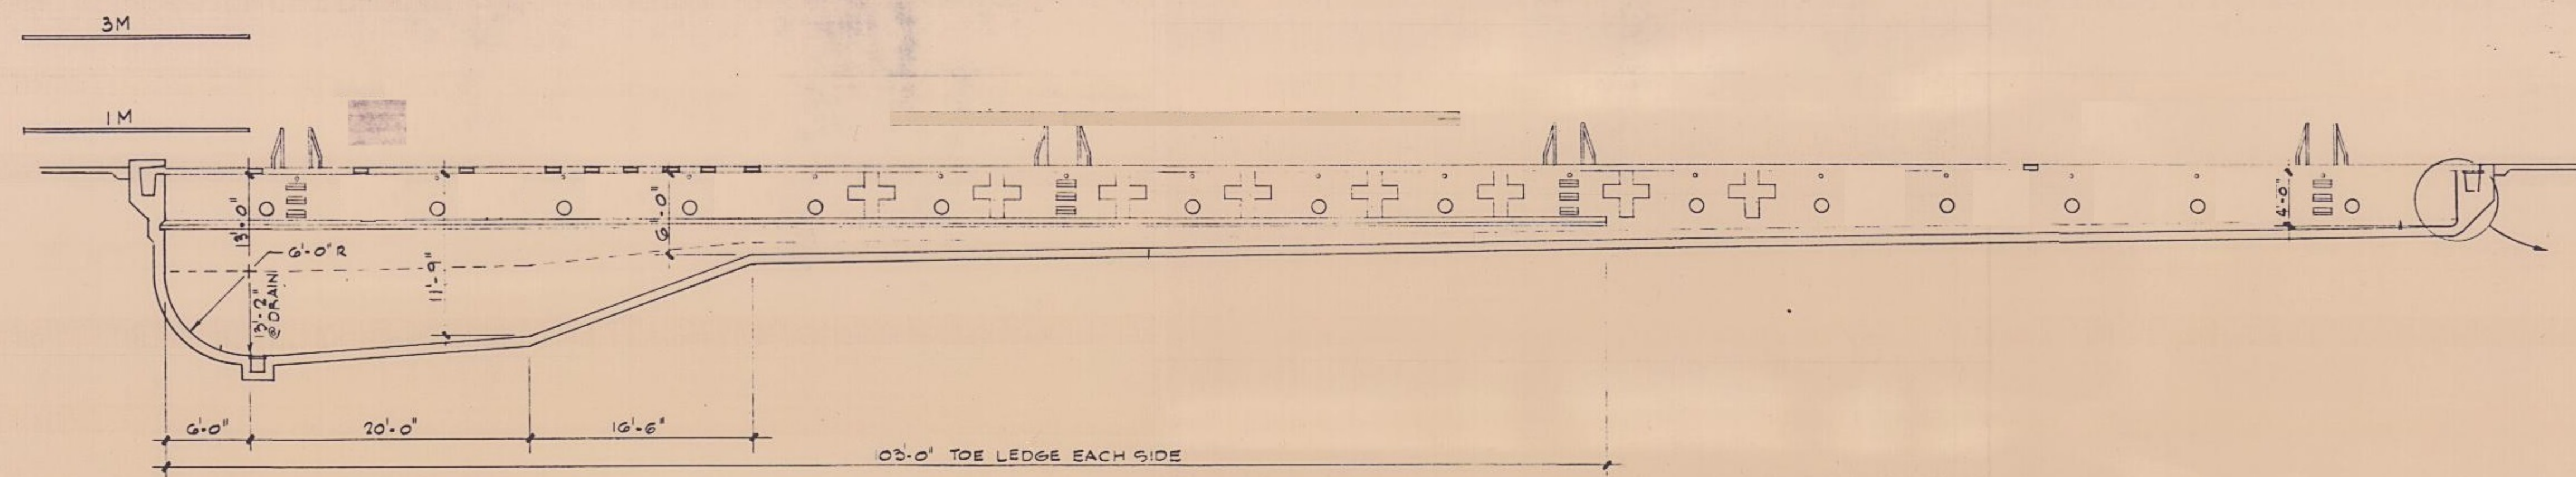 3M
1M
13'-0"
6'-0" R
13'-2"
@ DRAIN
11'-9"
6'-0"
4'-0"
6'-0"
20'-0"
16'-6"
103'-0" TOE LEDGE EACH SIDE